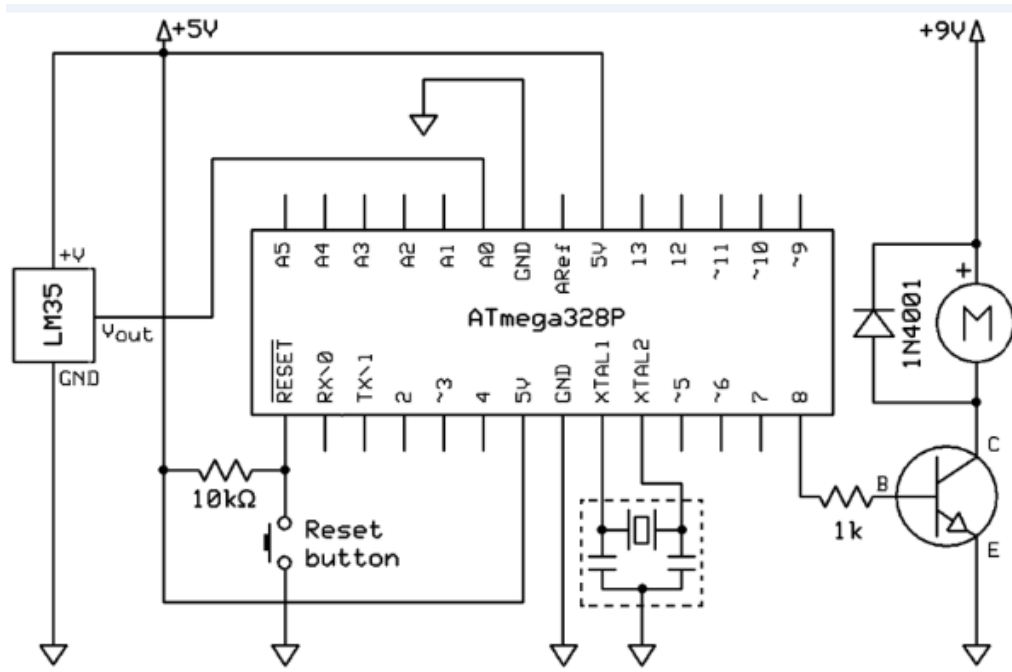 +5V
+9V
A5 A4 A3 A2 A1 A0 GND ARef 5V 13 12 ~11 ~10 ~9
+V
LM35
Vout
GND
ATmega328P
1N4001
+
M
RESET RX\0 TX\1 2 ~3 4 5V GND XTAL1 XTAL2 ~5 ~6 7 8
10kΩ
Reset
button
1k
B
C
E